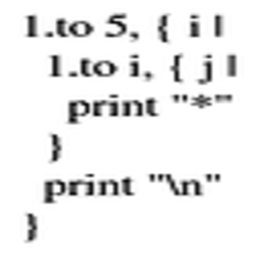 1.to 5, { i |
1.to i, { j |
print "*"
}
print "\n"
}